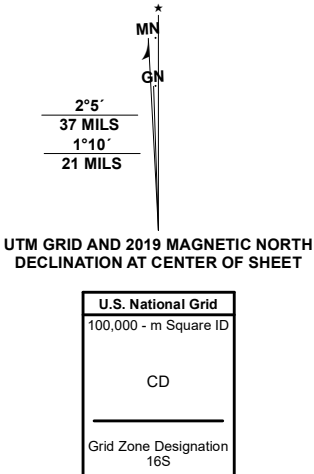 ★
MN
GN
2°5´
37 MILS
1°10´
21 MILS
UTM GRID AND 2019 MAGNETIC NORTH
DECLINATION AT CENTER OF SHEET
U.S. National Grid
100,000 - m Square ID
CD
Grid Zone Designation
16S